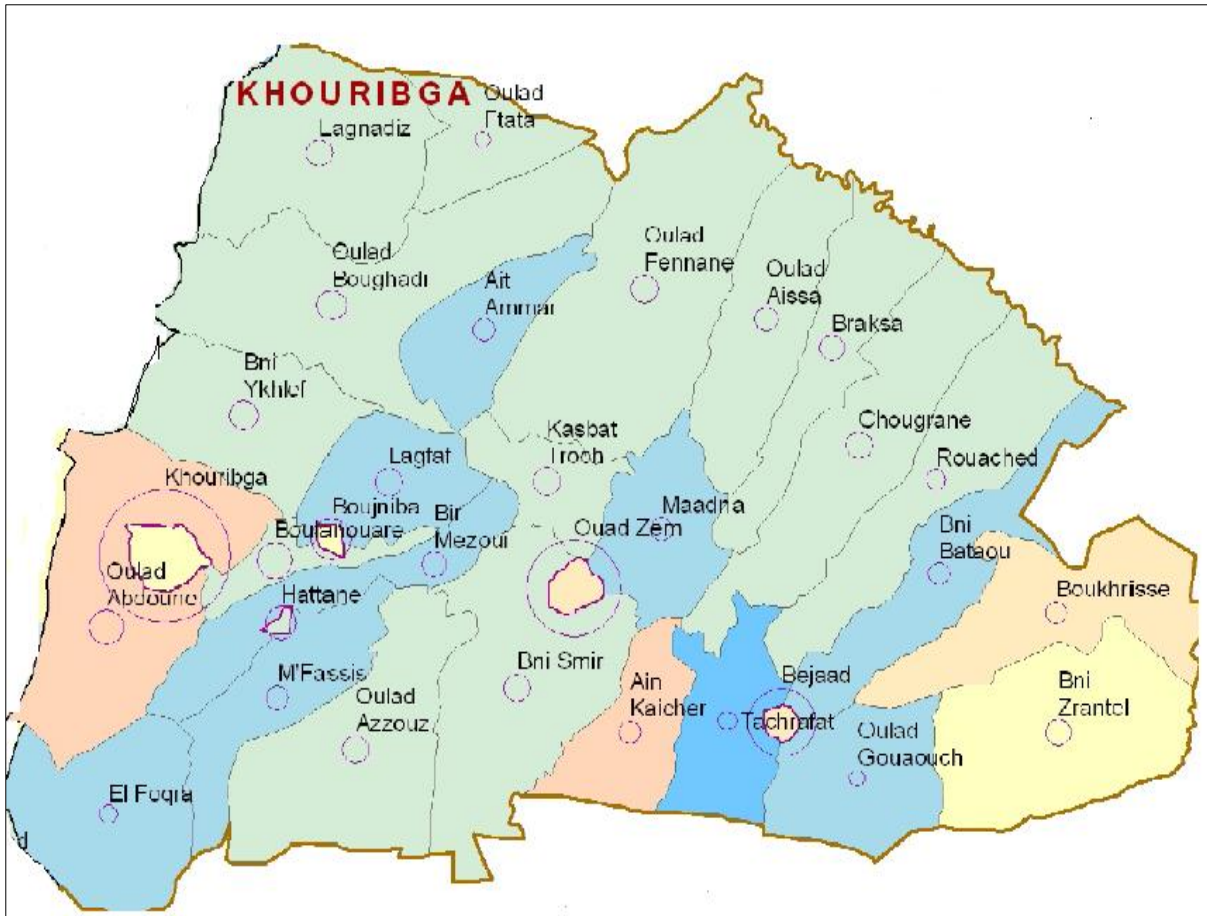 KHOURIBGA
Oulad
Ftata
Lagnadiz
Oulad
Boughadi
Ait
Ammar
Oulad
Fennane
Oulad
Aissa
Braksa
Bni
Ykhlef
Kasbat
Troch
Chougrane
Lagfaf
Khouribga
Boujniba
Boulanouare
Bir
Mezoui
Ouad Zem
Maadna
Rouached
Bni
Bataou
Oulad
Abdoune
Hattane
Boukhrisse
M'Fassis
Oulad
Azzouz
Bni Smir
Ain
Kaicher
Bejaad
Tachrafat
Oulad
Gouaouch
Bni
Zrantel
El Foqra
d